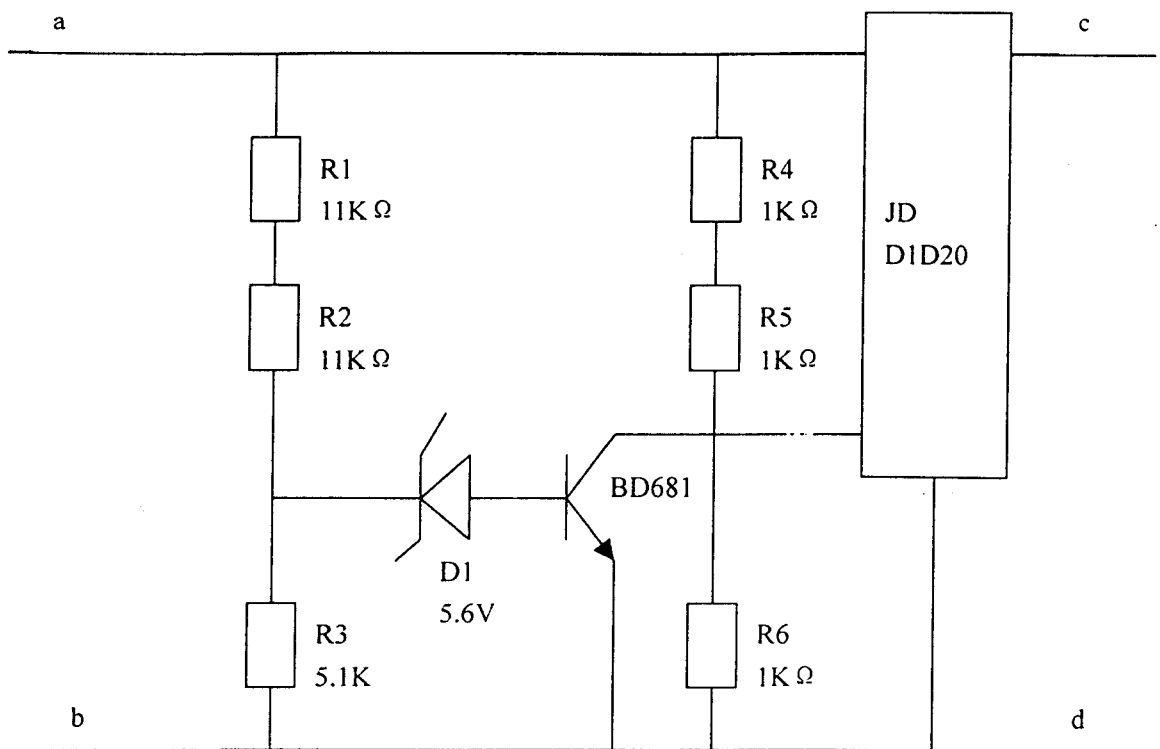 a
c
R1
11KΩ
R4
1KΩ
JD
D1D20
R2
11KΩ
R5
1KΩ
BD681
D1
5.6V
R3
5.1K
R6
1KΩ
b
d